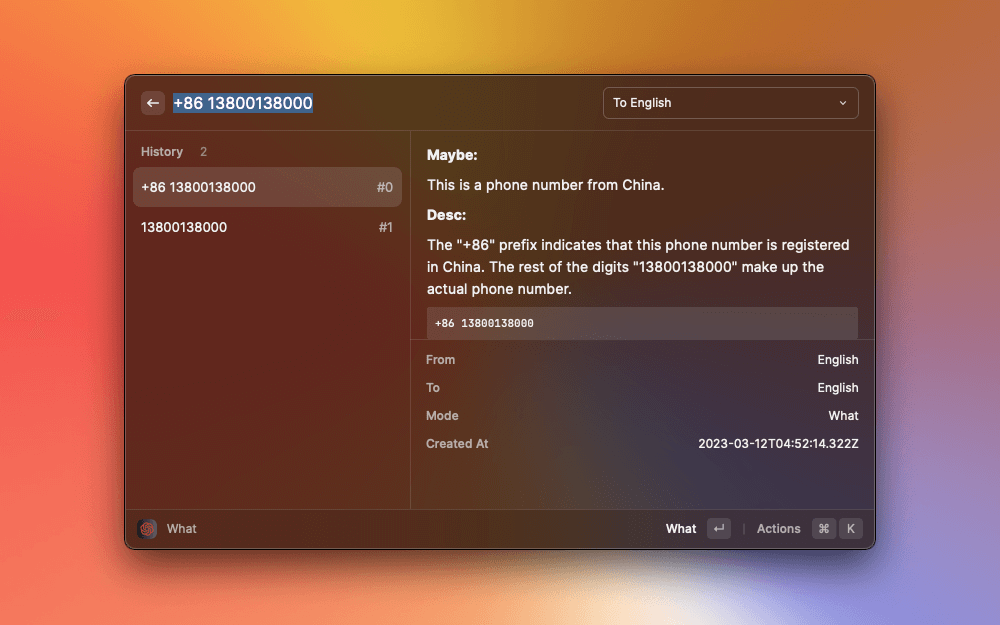 +86 13800138000
To English
History 2
+86 13800138000 #0
13800138000 #1
Maybe:
This is a phone number from China.
Desc:
The "+86" prefix indicates that this phone number is registered
in China. The rest of the digits "13800138000" make up the
actual phone number.
+86 13800138000
From English
To English
Mode What
Created At 2023-03-12T04:52:14.322Z
What What ↵ | Actions ⌘ K